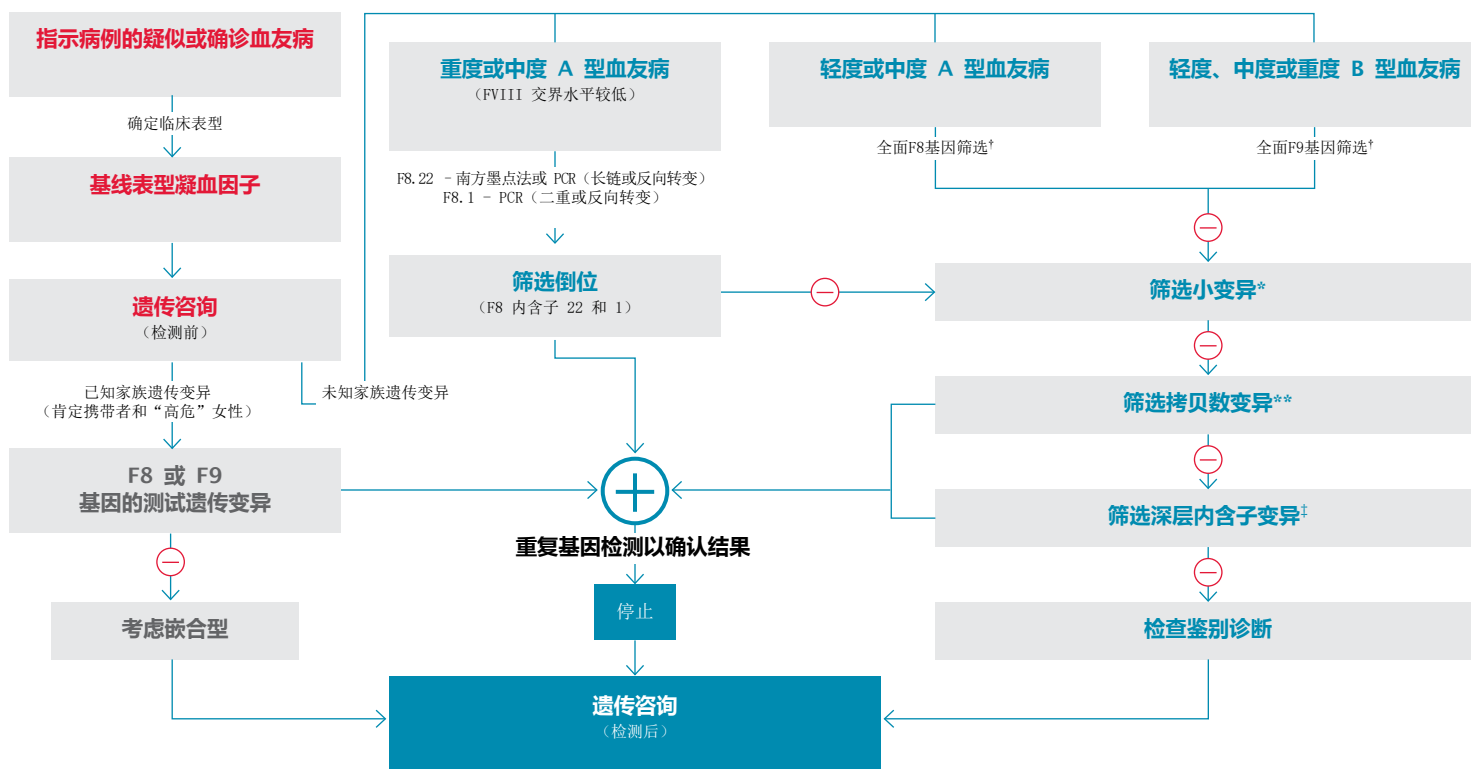 指示病例的疑似或确诊血友病
确定临床表型
基线表型凝血因子
遗传咨询
（检测前）
已知家族遗传变异
（肯定携带者和“高危”女性）
未知家族遗传变异
F8 或 F9
基因的测试遗传变异
考虑嵌合型
重度或中度 A 型血友病
（FVIII 交界水平较低）
F8.22 - 南方墨点法或 PCR（长链或反向转变）
F8.1 - PCR（二重或反向转变）
筛选倒位
（F8 内含子 22 和 1）
轻度或中度 A 型血友病
全面F8基因筛选†
轻度、中度或重度 B 型血友病
全面F9基因筛选†
筛选小变异*
筛选拷贝数变异**
筛选深层内含子变异‡
检查鉴别诊断
重复基因检测以确认结果
停止
遗传咨询
（检测后）